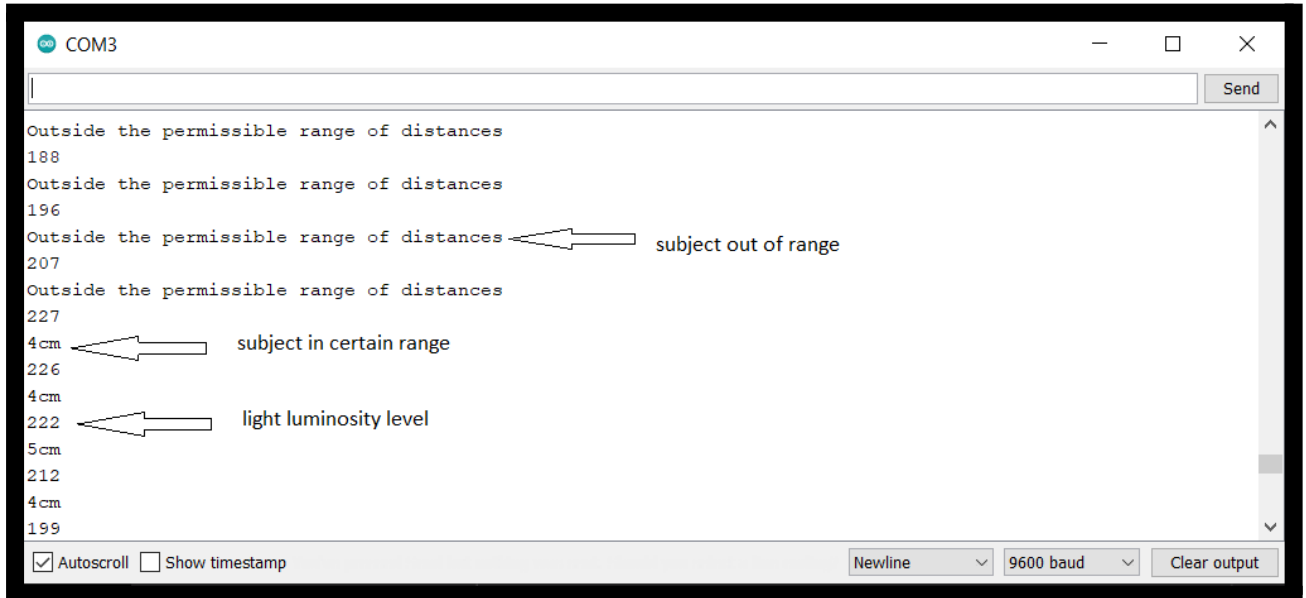 COM3
Send
Outside the permissible range of distances
188
Outside the permissible range of distances
196
Outside the permissible range of distances subject out of range
207
Outside the permissible range of distances
227
4cm subject in certain range
226
4cm
222 light luminosity level
5cm
212
4cm
199
Autoscroll Show timestamp Newline 9600 baud Clear output